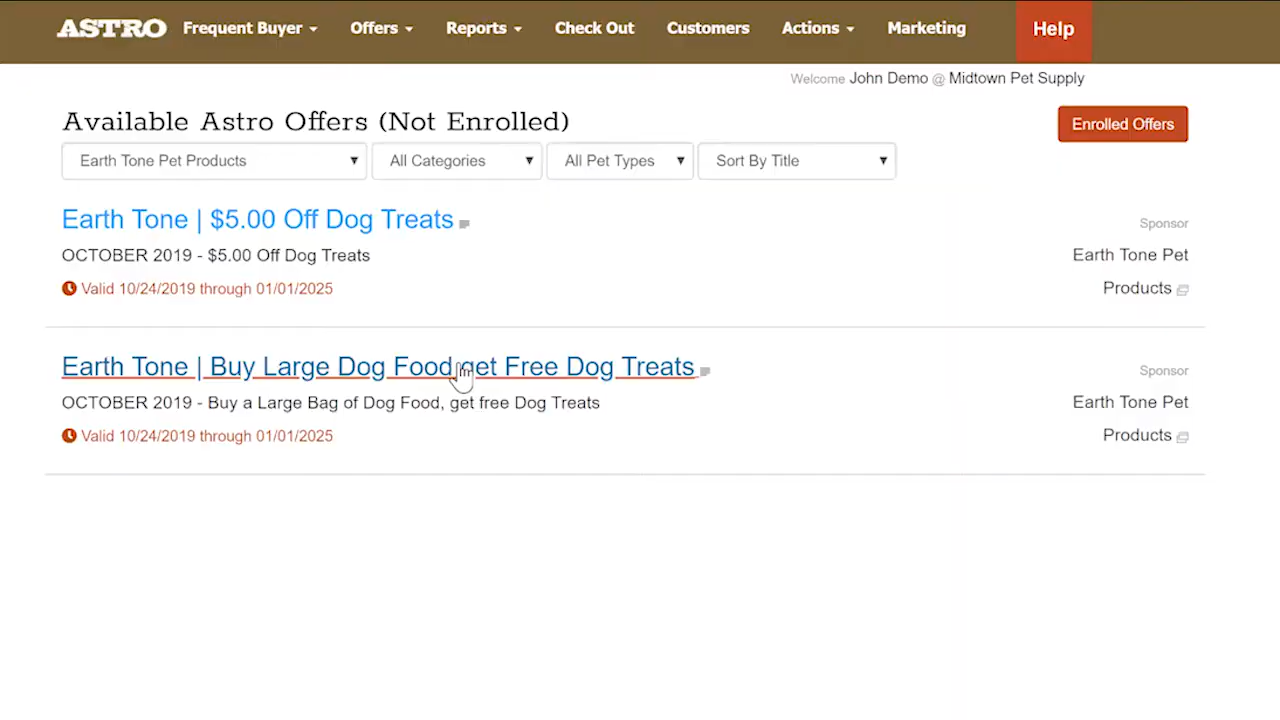 ASTRO Frequent Buyer Offers Reports Check Out Customers Actions Marketing Help
Welcome John Demo @ Midtown Pet Supply
Available Astro Offers (Not Enrolled)
Enrolled Offers
Earth Tone Pet Products All Categories All Pet Types Sort By Title
Earth Tone | $5.00 Off Dog Treats
Sponsor
OCTOBER 2019 - $5.00 Off Dog Treats
Earth Tone Pet
Products
Valid 10/24/2019 through 01/01/2025
Earth Tone | Buy Large Dog Food get Free Dog Treats
Sponsor
OCTOBER 2019 - Buy a Large Bag of Dog Food, get free Dog Treats
Earth Tone Pet
Products
Valid 10/24/2019 through 01/01/2025